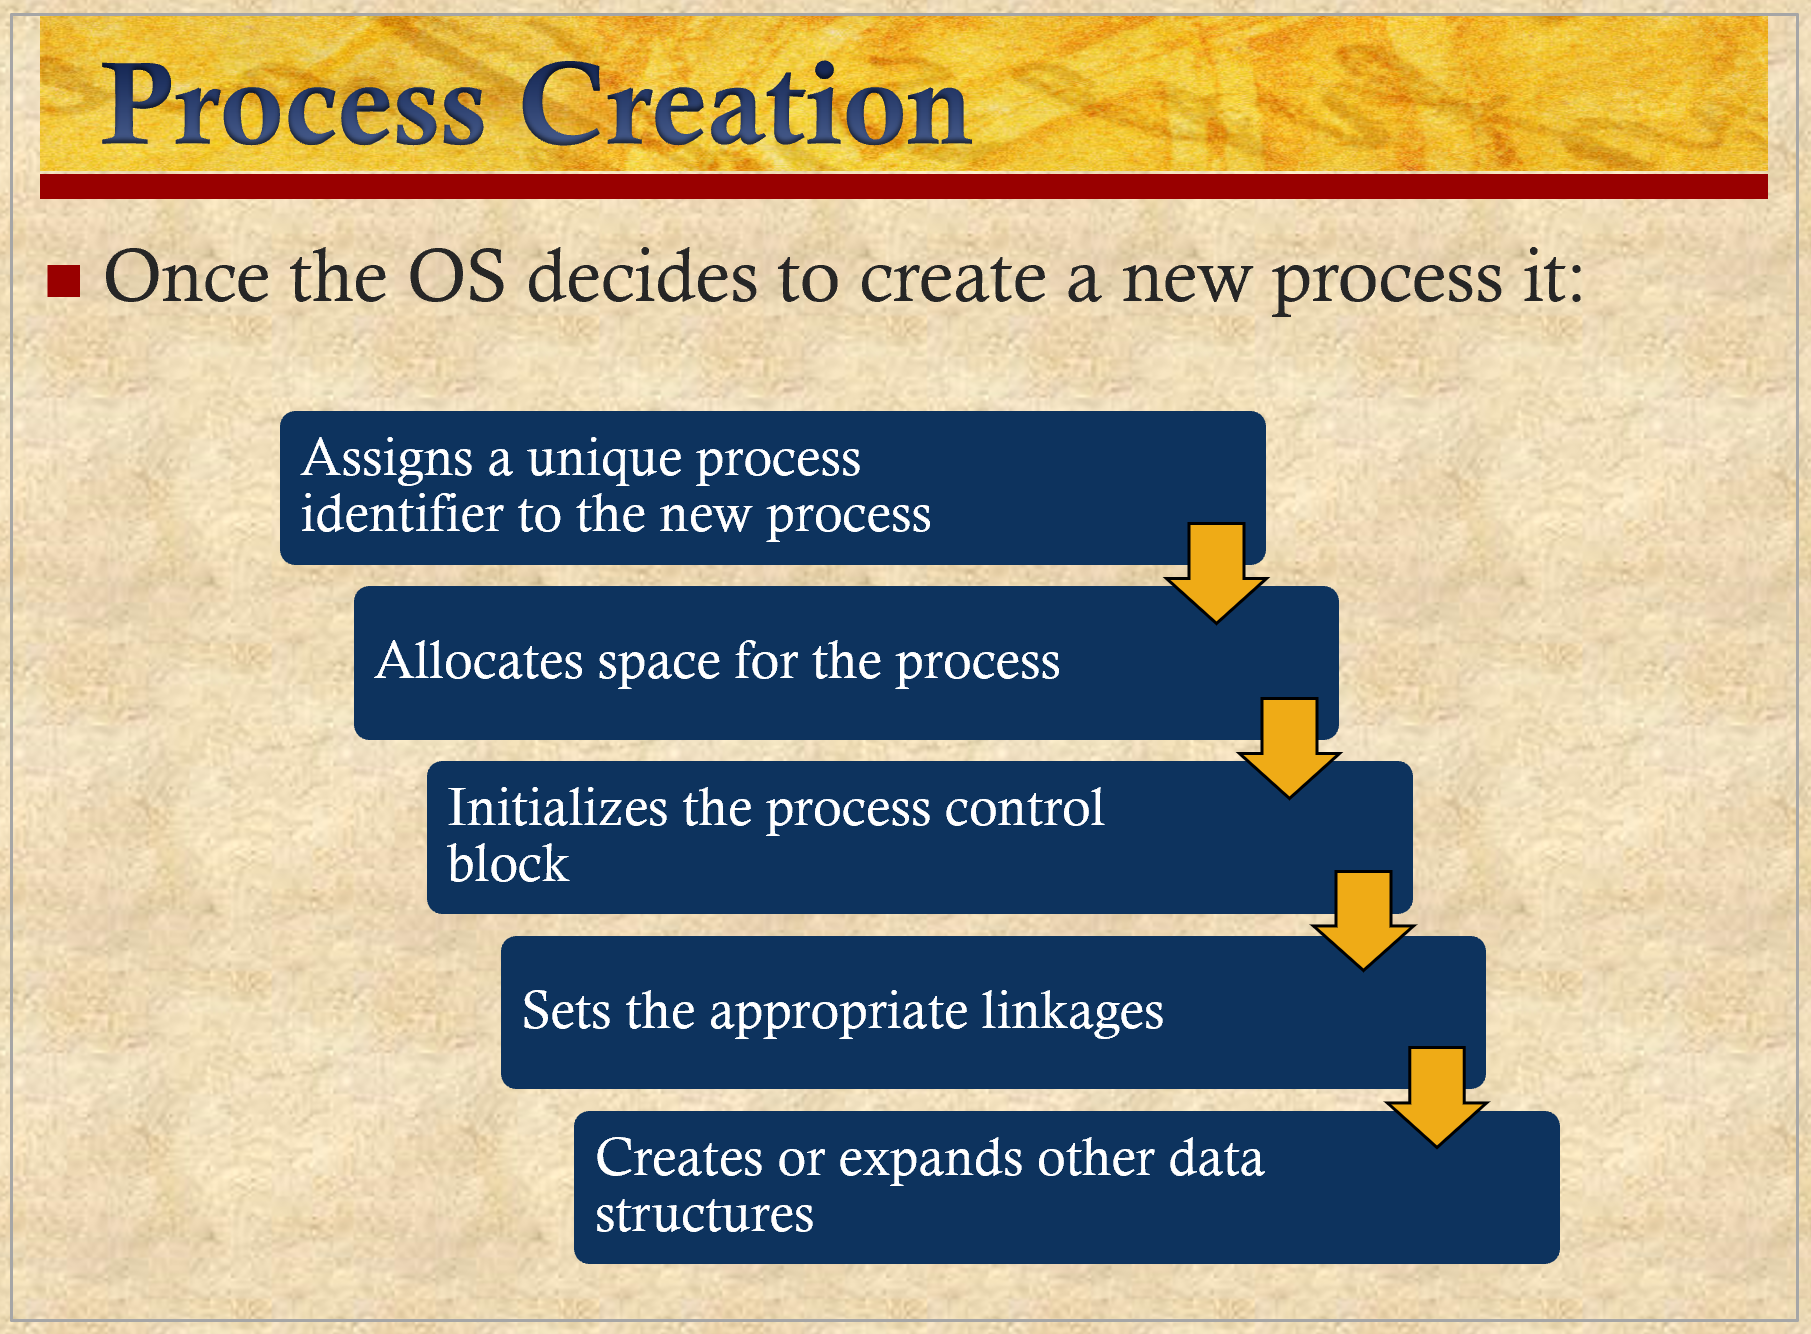 Process Creation
Once the OS decides to create a new process it:
Assigns a unique process
identifier to the new process
Allocates space for the process
Initializes the process control
block
Sets the appropriate linkages
Creates or expands other data
structures